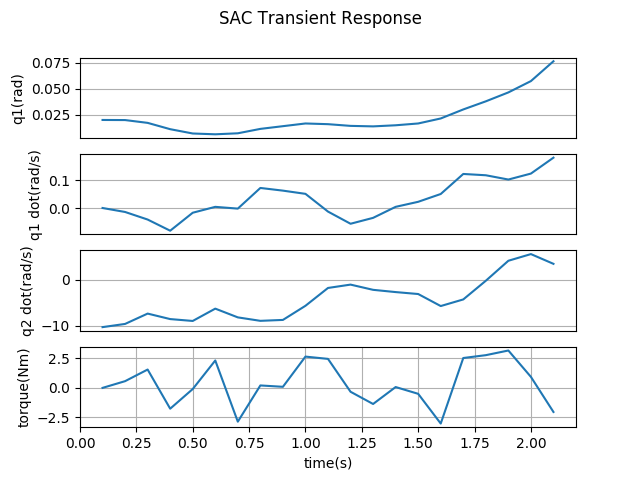 SAC Transient Response
q1(rad)
0.075
0.050
0.025
q1 dot(rad/s)
0.1
0.0
q2 dot(rad/s)
0
−10
torque(Nm)
2.5
0.0
−2.5
0.00 0.25 0.50 0.75 1.00 1.25 1.50 1.75 2.00
time(s)